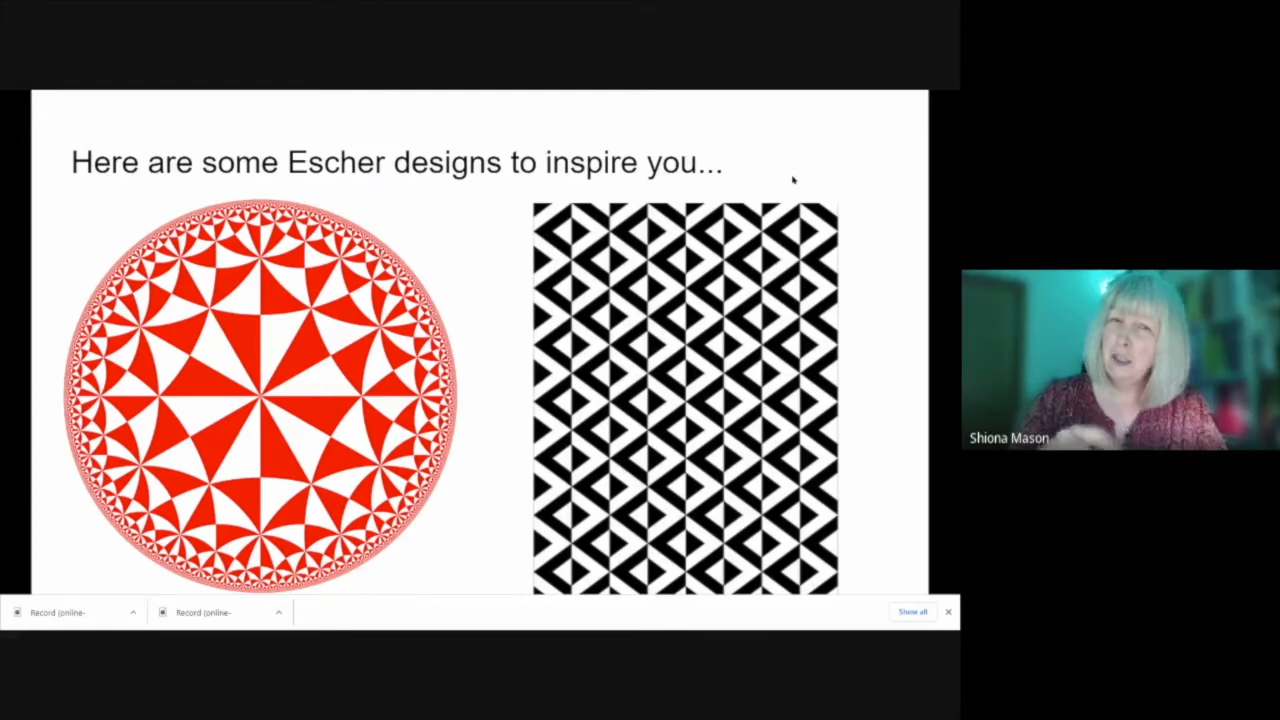 Here are some Escher designs to inspire you...
Shiona Mason
Record (online-
Record (online-
Show all